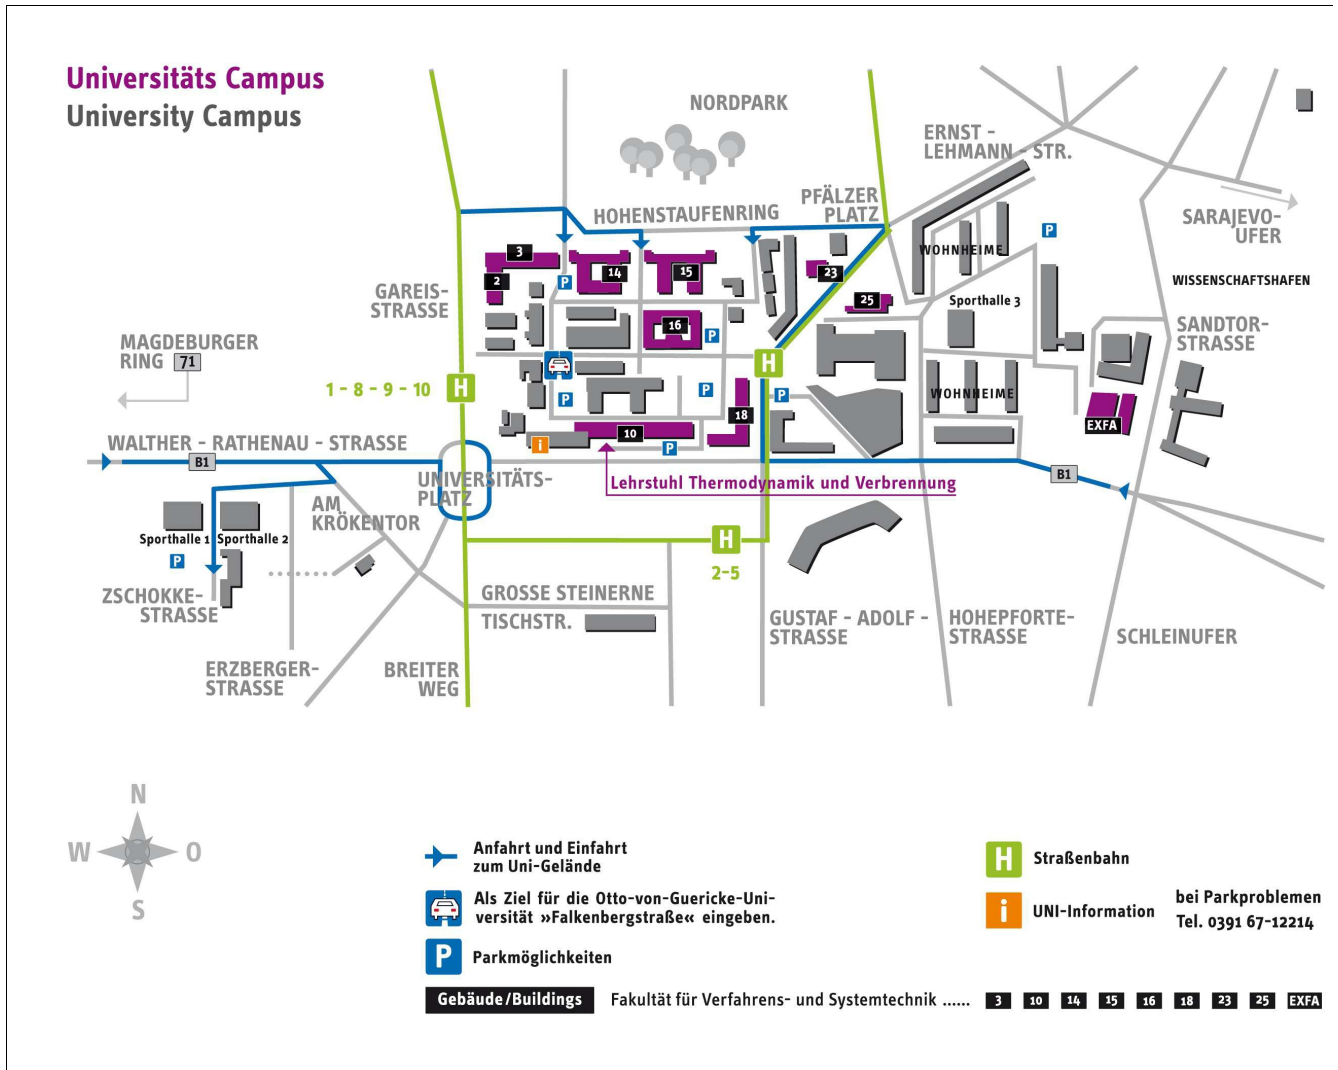 Universitäts Campus
University Campus
NORDPARK
ERNST -
LEHMANN - STR.
PFÄLZER
PLATZ
HOHENSTAUFENRING
SARAJEVO-
UFER
WOHNHEIME
P
WISSENSCHAFTSHAFEN
3
2
14
15
23
25
P
GAREIS-
STRASSE
Sporthalle 3
16
P
SANDTOR-
STRASSE
MAGDEBURGER
RING 71
H
H
1 - 8 - 9 - 10
P
P
P
WOHNHEIME
18
EXFA
10
i
P
WALTHER - RATHENAU - STRASSE
B1
UNIVERSITÄTS-
PLATZ
Lehrstuhl Thermodynamik und Verbrennung
B1
AM
KRÖKENTOR
Sporthalle 1
Sporthalle 2
P
H
2-5
ZSCHOKKE-
STRASSE
GROSSE STEINERNE
TISCHSTR.
GUSTAF - ADOLF -
STRASSE
HOHEPFORTE-
STRASSE
SCHLEINUFER
ERZBERGER-
STRASSE
BREITER
WEG
N
W
O
S
Anfahrt und Einfahrt
zum Uni-Gelände
Als Ziel für die Otto-von-Guericke-Uni-
versität »Falkenbergstraße« eingeben.
P Parkmöglichkeiten
H Straßenbahn
i UNI-Information
bei Parkproblemen
Tel. 0391 67-12214
Gebäude/Buildings Fakultät für Verfahrens- und Systemtechnik ...... 3 10 14 15 16 18 23 25 EXFA